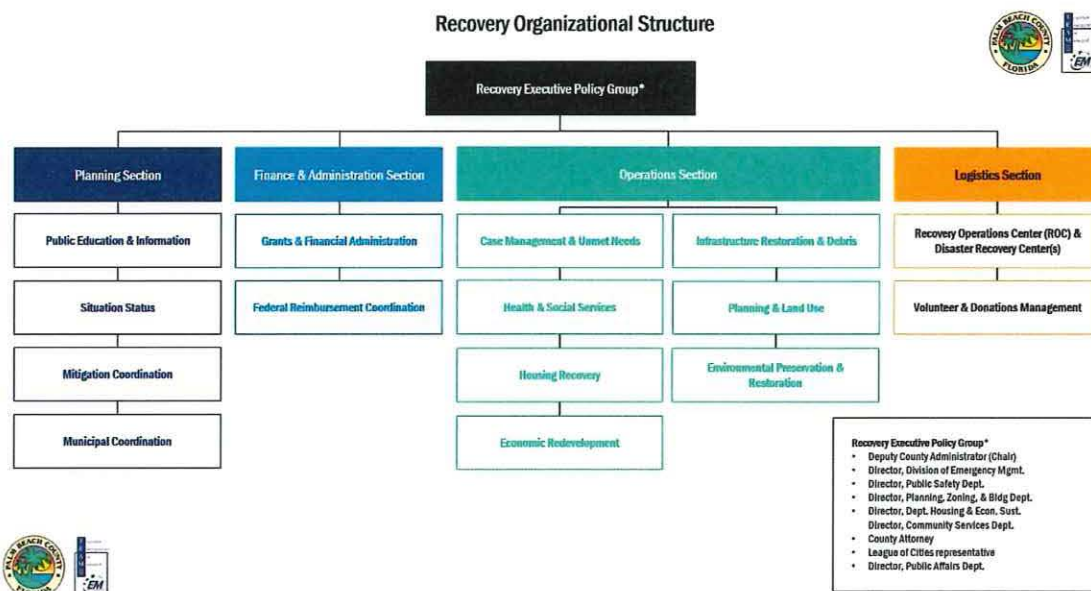 Recovery Organizational Structure
PALM BEACH COUNTY
FLORIDA
EM
Recovery Executive Policy Group*
Planning Section
Finance & Administration Section
Operations Section
Logistics Section
Public Education & Information
Grants & Financial Administration
Case Management & Unmet Needs
Infrastructure Restoration & Debris
Recovery Operations Center (ROC) &
Disaster Recovery Center(s)
Situation Status
Federal Reimbursement Coordination
Health & Social Services
Planning & Land Use
Volunteer & Donations Management
Mitigation Coordination
Housing Recovery
Environmental Preservation &
Restoration
Municipal Coordination
Economic Redevelopment
Recovery Executive Policy Group*
• Deputy County Administrator (Chair)
• Director, Division of Emergency Mgmt.
• Director, Public Safety Dept.
• Director, Planning, Zoning, & Bldg Dept.
• Director, Dept. Housing & Econ. Sust.
Director, Community Services Dept.
• County Attorney
• League of Cities representative
• Director, Public Affairs Dept.
PALM BEACH COUNTY
EM